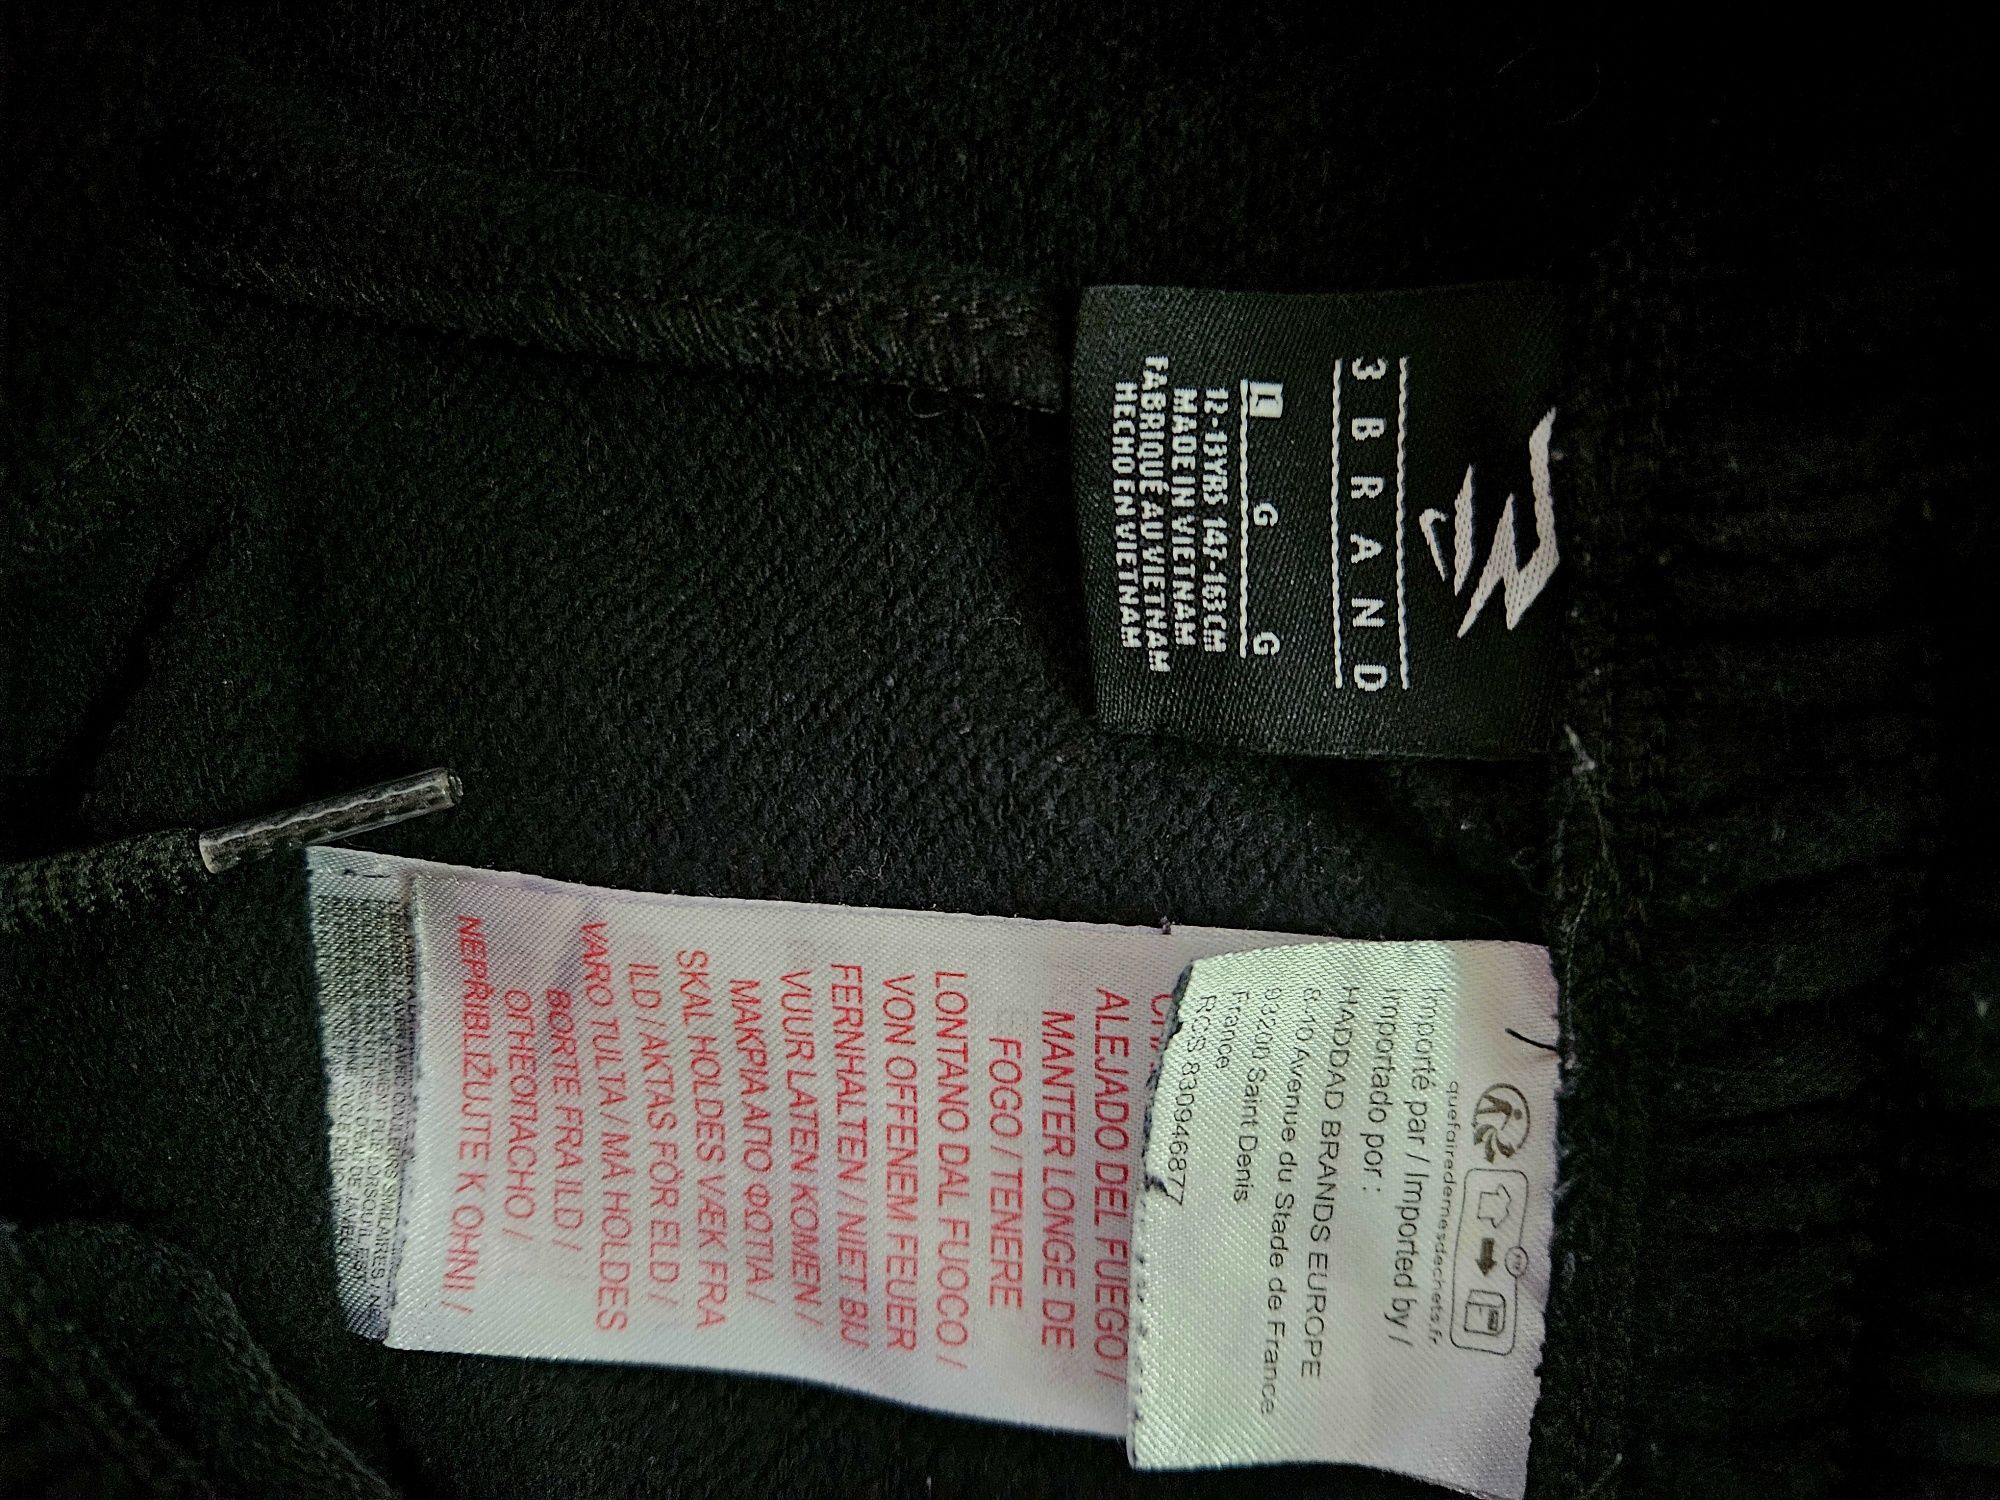 3 BRAND
L G G
12-13YRS 147-163CM
MADE IN VIETNAM
FABRIQUÉ AU VIETNAM
HECHO EN VIETNAM
quefairedemesdechets.fr
Importé par / Imported by /
Importado por :
HADDAD BRANDS EUROPE
8-10 Avenue du Stade de France
93200 Saint Denis
France
RCS 830946877
ALEJADO DEL FUEGO /
MANTER LONGE DE
FOGO / TENERE
LONTANO DAL FUOCO /
VON OFFENEM FEUER
FERNHALTEN / NIET BIJ
VUUR LATEN KOMEN /
ΜΑΚΡΙΑ ΑΠΟ ΦΩΤΙΑ /
SKAL HOLDES VÆK FRA
ILD / AKTAS FÖR ELD /
VARO TULTA / MÅ HOLDES
BORTE FRA ILD /
ОГНЕОПАСНО /
NEPŘIBLIŽUJTE K OHNI /